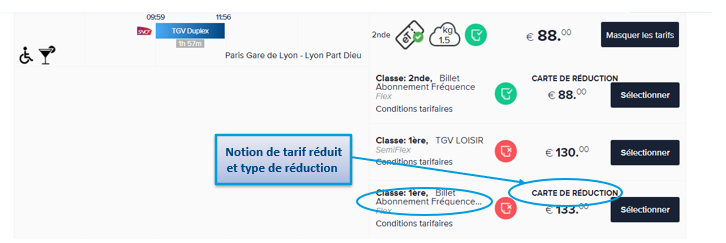 09:59 11:56
SNCF TGV Duplex
1h 57m
Paris Gare de Lyon - Lyon Part Dieu
2nde kg 1.5 € 88.00 Masquer les tarifs
Classe: 2nde, Billet
Abonnement Fréquence
Flex
Conditions tarifaires
CARTE DE RÉDUCTION
€ 88.00 Sélectionner
Classe: 1ère, TGV LOISIR
SemiFlex
Conditions tarifaires
€ 130.00 Sélectionner
Notion de tarif réduit
et type de réduction
Classe: 1ère, Billet
Abonnement Fréquence...
Flex
Conditions tarifaires
CARTE DE RÉDUCTION
€ 133.00 Sélectionner